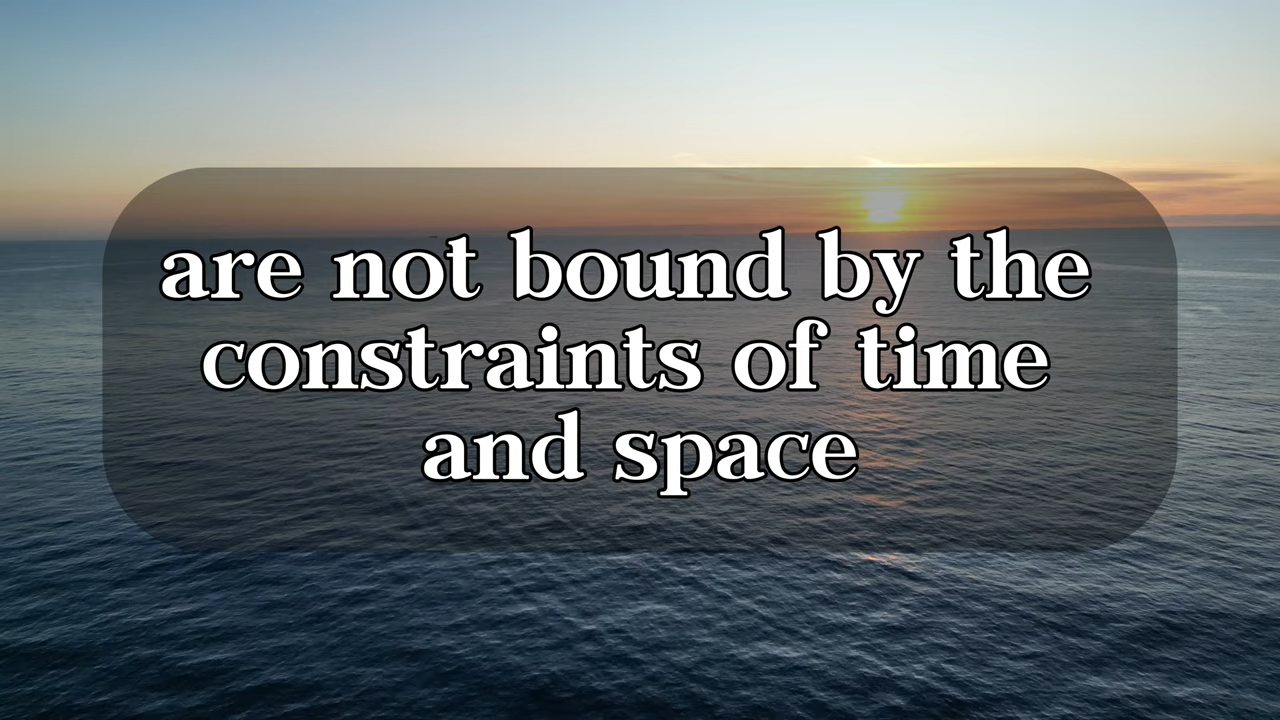 are not bound by the
constraints of time
and space